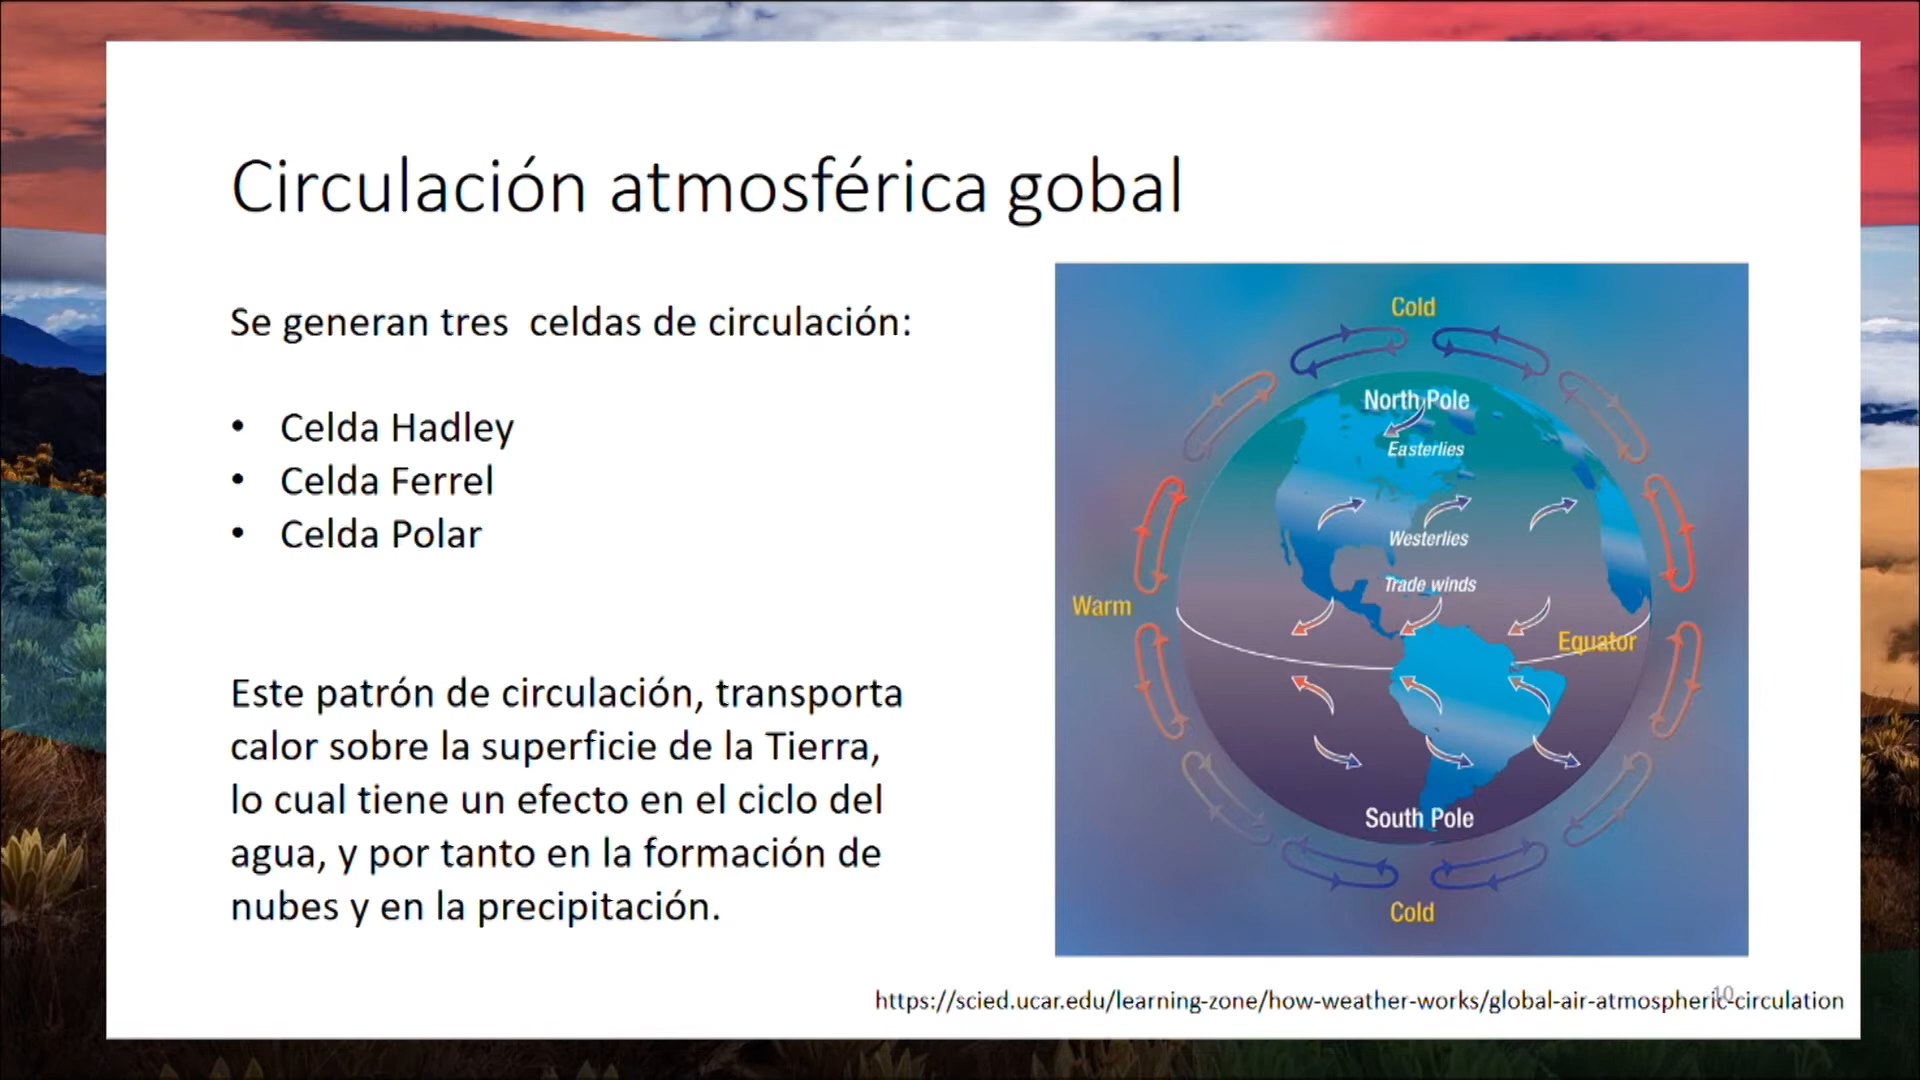 Circulación atmosférica gobal
Se generan tres celdas de circulación:
• Celda Hadley
• Celda Ferrel
• Celda Polar
Este patrón de circulación, transporta
calor sobre la superficie de la Tierra,
lo cual tiene un efecto en el ciclo del
agua, y por tanto en la formación de
nubes y en la precipitación.
Cold
North Pole
Easterlies
Westerlies
Trade winds
Warm
Equator
South Pole
Cold
https://scied.ucar.edu/learning-zone/how-weather-works/global-air-atmospheric-circulation
10